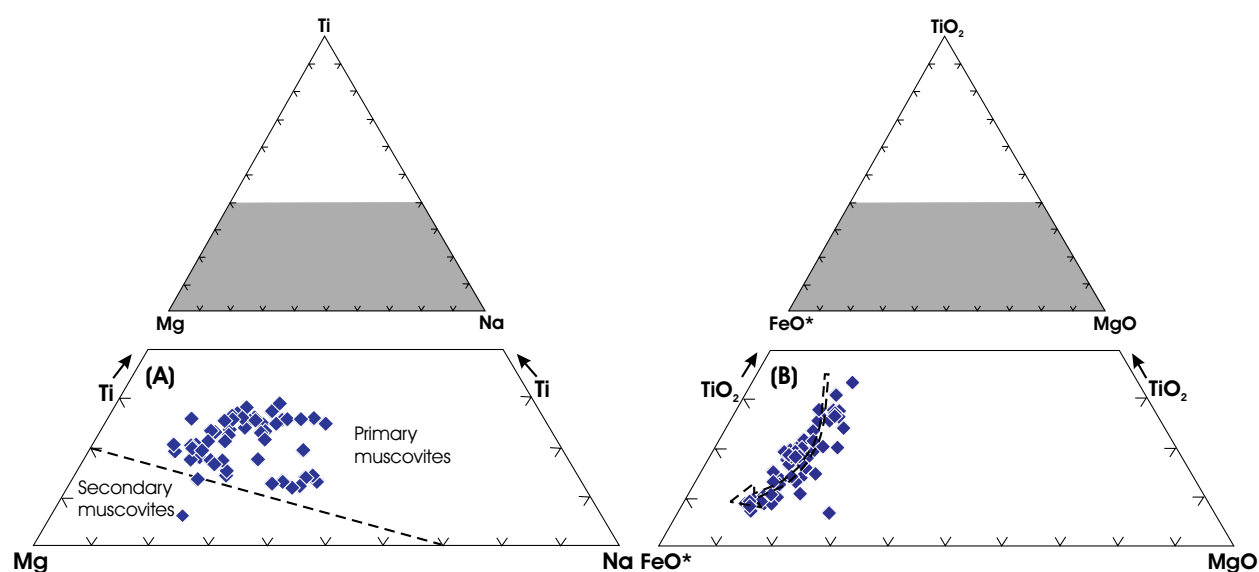 Ti
TiO₂
Mg
Na
FeO*
MgO
(A)
(B)
Ti
Ti
TiO₂
TiO₂
Primary
muscovites
Secondary
muscovites
Mg
Na
FeO*
MgO